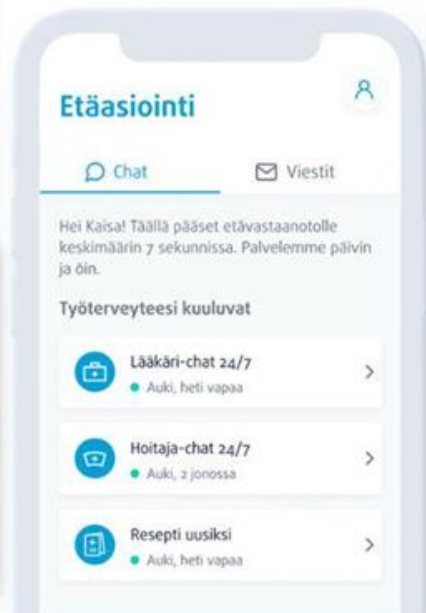 Etäasiointi
Chat
Viestit
Hei Kaisa! Täällä pääset etävastaanotolle
keskimäärin 7 sekunnissa. Palvelemme päivin
ja öin.
Työterveyteesi kuuluvat
Lääkäri-chat 24/7
Auki, heti vapaa
Hoitaja-chat 24/7
Auki, 2 jonossa
Resepti uusiksi
Auki, heti vapaa